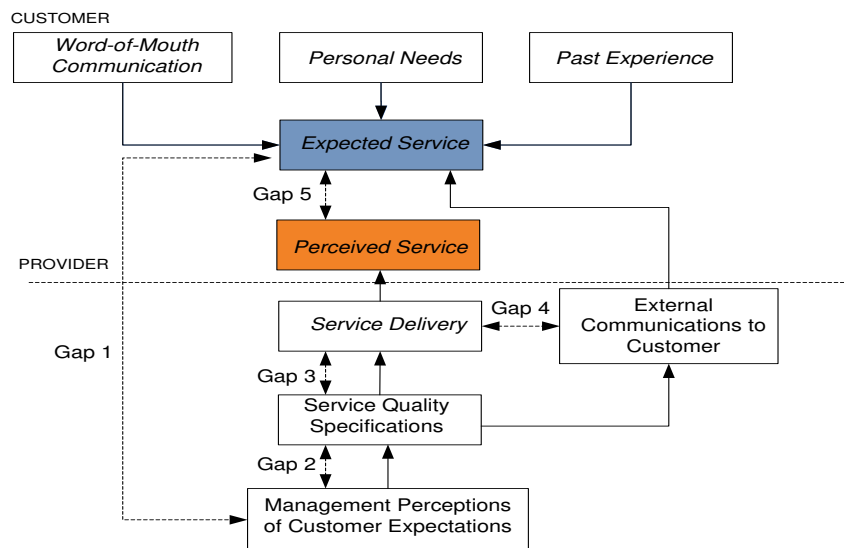 CUSTOMER
Word-of-Mouth
Communication
Personal Needs
Past Experience
Expected Service
Gap 5
Perceived Service
PROVIDER
Service Delivery
Gap 4
External
Communications to
Customer
Gap 1
Gap 3
Service Quality
Specifications
Gap 2
Management Perceptions
of Customer Expectations